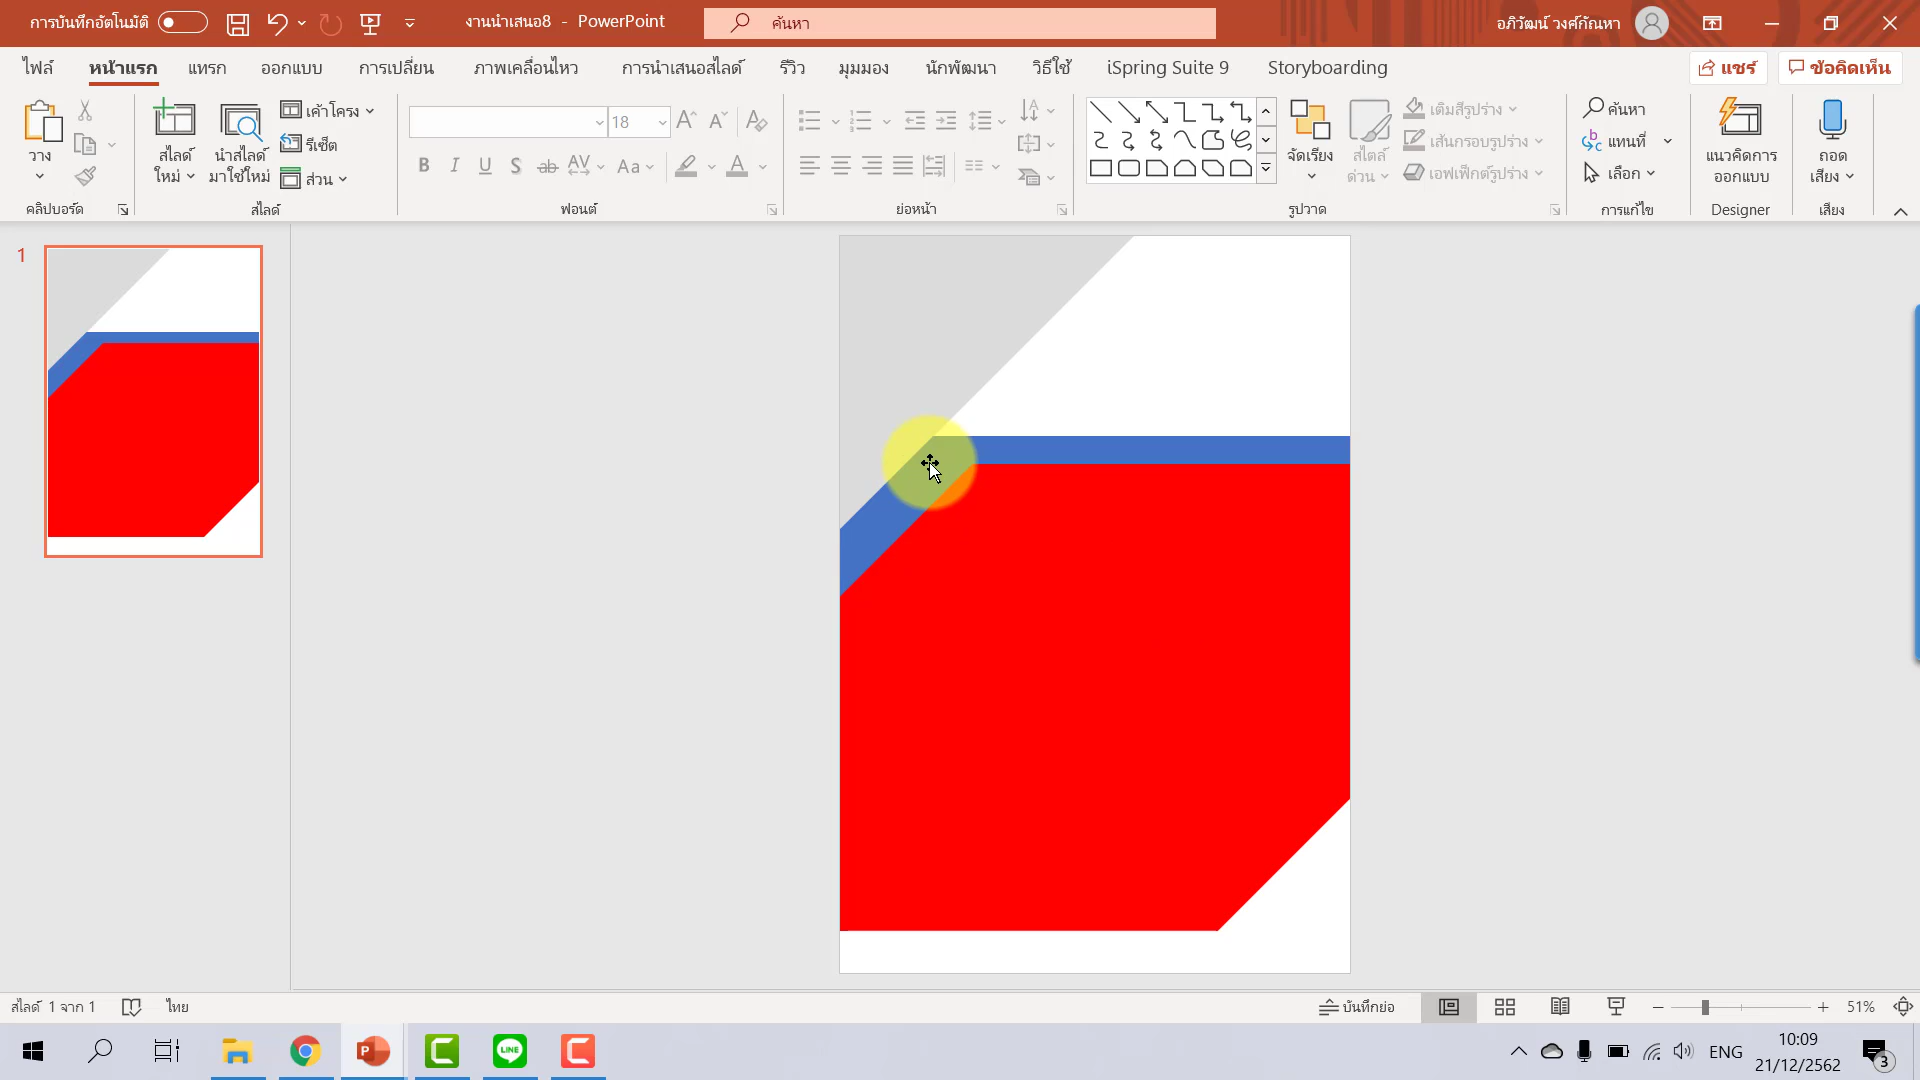 การบันทึกอัตโนมัติ งานนำเสนอ8 - PowerPoint ค้นหา อภิวัฒน์ วงศ์กัณหา
ไฟล์ หน้าแรก แทรก ออกแบบ การเปลี่ยน ภาพเคลื่อนไหว การนำเสนอสไลด์ รีวิว มุมมอง นักพัฒนา วิธีใช้ iSpring Suite 9 Storyboarding แชร์ ข้อคิดเห็น
วาง
สไลด์
ใหม่
นำสไลด์
มาใช้ใหม่
เค้าโครง
รีเซ็ต
ส่วน
18
B I U S ab AV Aa A
จัดเรียง
สไตล์
ด่วน
เติมสีรูปร่าง
เส้นกรอบรูปร่าง
เอฟเฟ็กต์รูปร่าง
ค้นหา
แทนที่
เลือก
แนวคิดการ
ออกแบบ
ถอด
เสียง
คลิปบอร์ด สไลด์ ฟอนต์ ย่อหน้า รูปวาด การแก้ไข Designer เสียง
1
สไลด์ 1 จาก 1 ไทย บันทึกย่อ 51%
LINE
ENG
10:09
21/12/2562
3